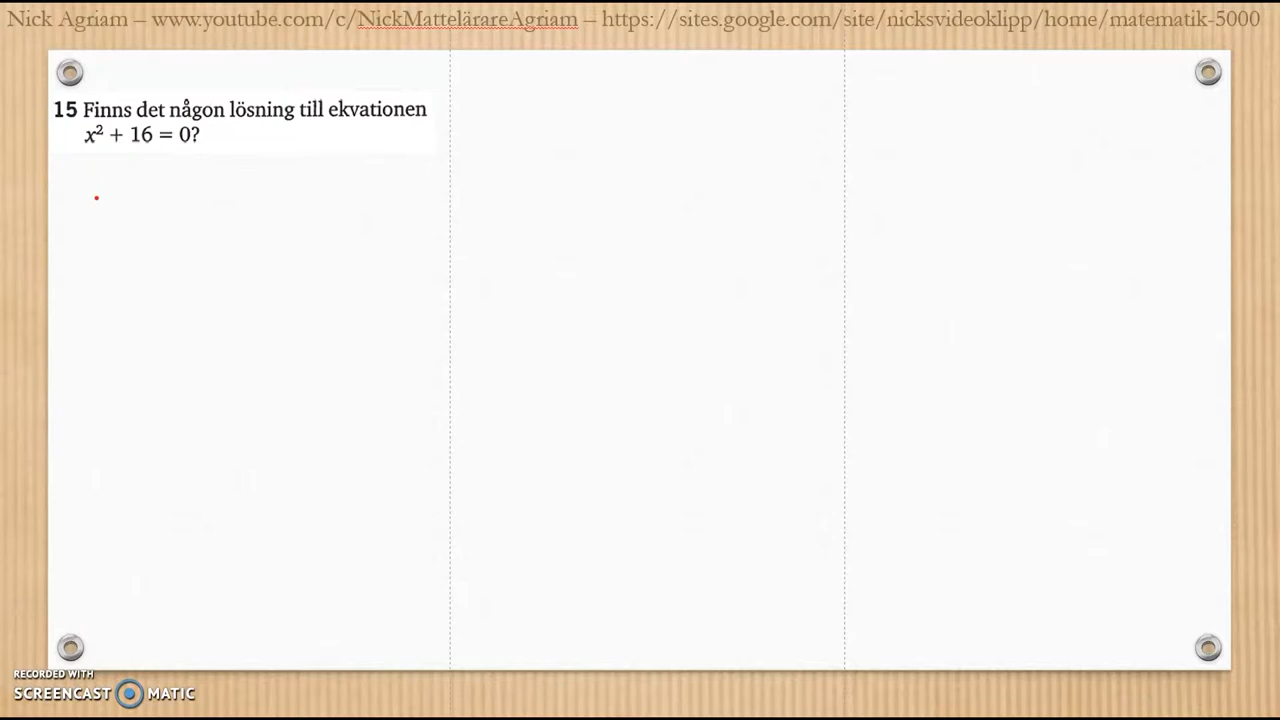 Nick Agriam – www.youtube.com/c/NickMattelärareAgriam – https://sites.google.com/site/nicksvideoklipp/home/matematik-5000
15 Finns det någon lösning till ekvationen
x² + 16 = 0?
RECORDED WITH
SCREENCAST MATIC